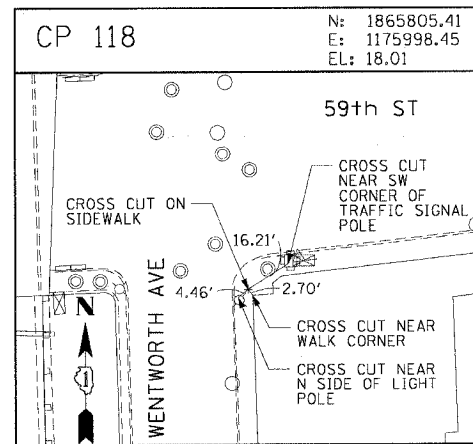 CP 118
N: 1865805.41
E: 1175998.45
EL: 18.01
59th ST
CROSS CUT
NEAR SW
CORNER OF
TRAFFIC SIGNAL
POLE
CROSS CUT ON
SIDEWALK
16.21'
4.46'
2.70'
CROSS CUT NEAR
WALK CORNER
CROSS CUT NEAR
N SIDE OF LIGHT
POLE
WENTWORTH AVE
N
1